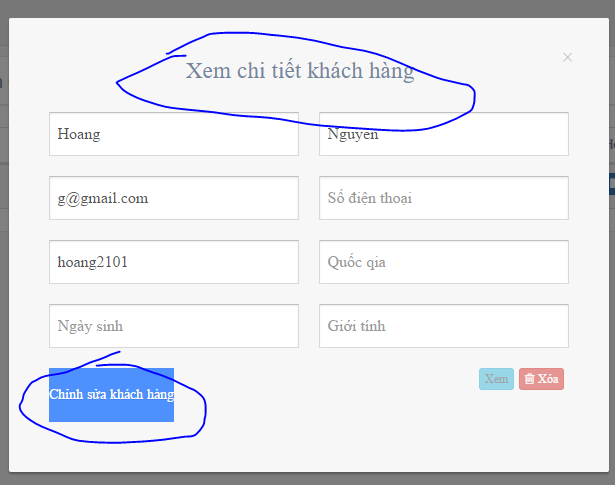 Xem chi tiết khách hàng
×
Hoang
Nguyen
g@gmail.com
Số điện thoại
hoang2101
Quốc qia
Ngày sinh
Giới tính
Chỉnh sửa khách hàng
Xem
Xóa